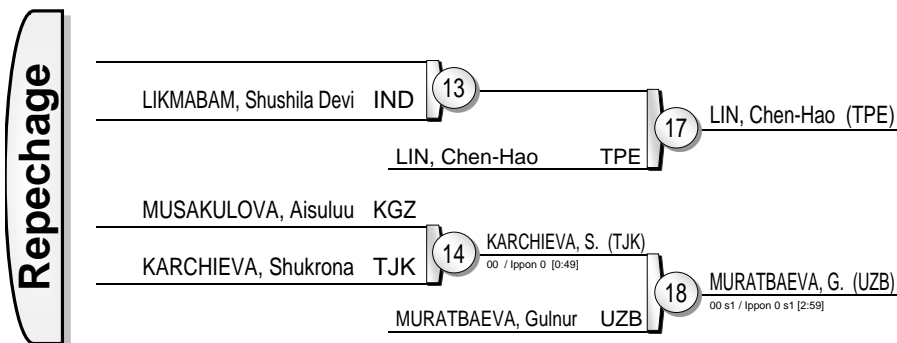 Repechage
LIKMABAM, Shushila Devi IND
13
LIN, Chen-Hao TPE
17
LIN, Chen-Hao (TPE)
MUSAKULOVA, Aisuluu KGZ
KARCHIEVA, Shukrona TJK
14
KARCHIEVA, S. (TJK)
00 / Ippon 0 [0:49]
MURATBAEVA, Gulnur UZB
18
MURATBAEVA, G. (UZB)
00 s1 / Ippon 0 s1 [2:59]